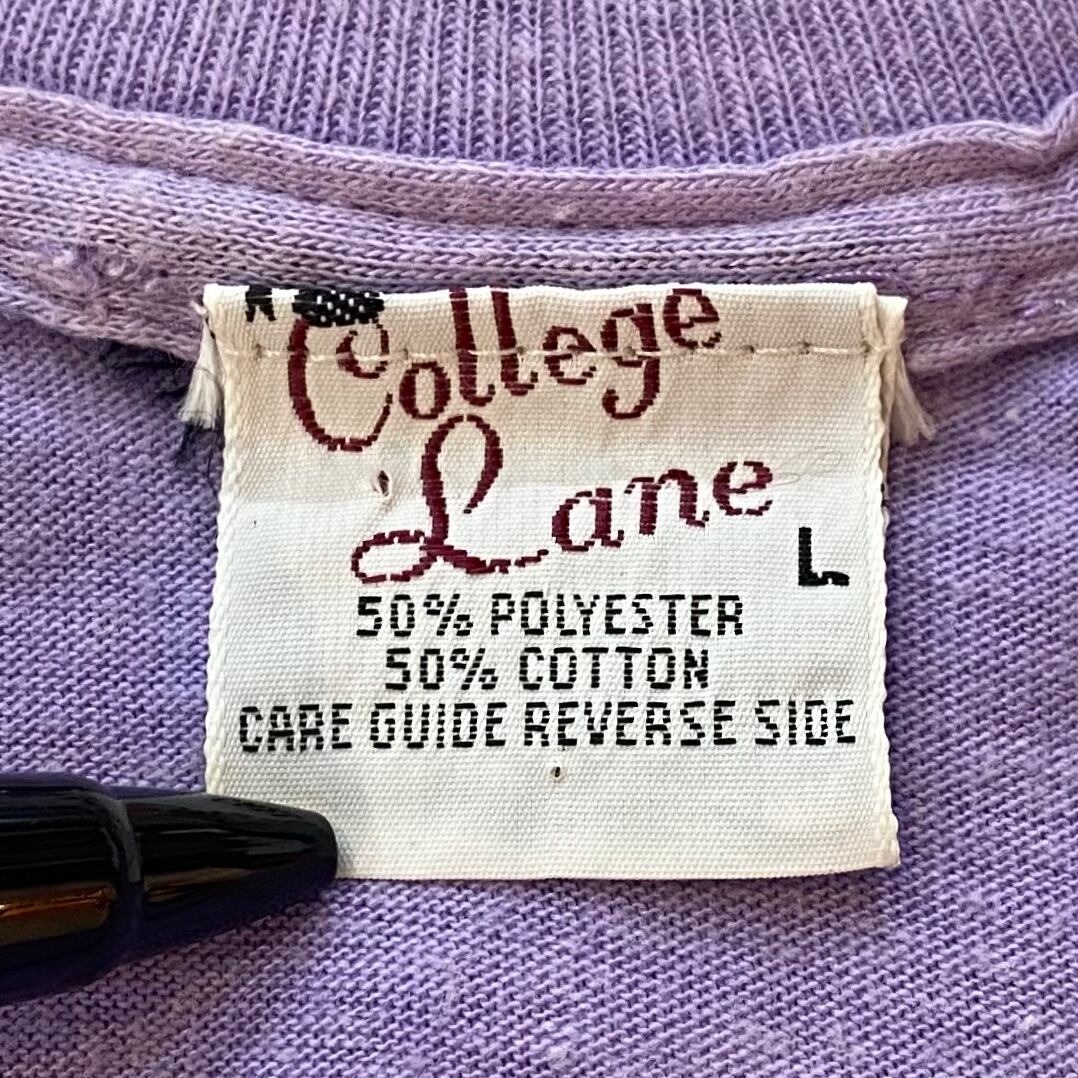 College
Lane
L
50% POLYESTER
50% COTTON
CARE GUIDE REVERSE SIDE